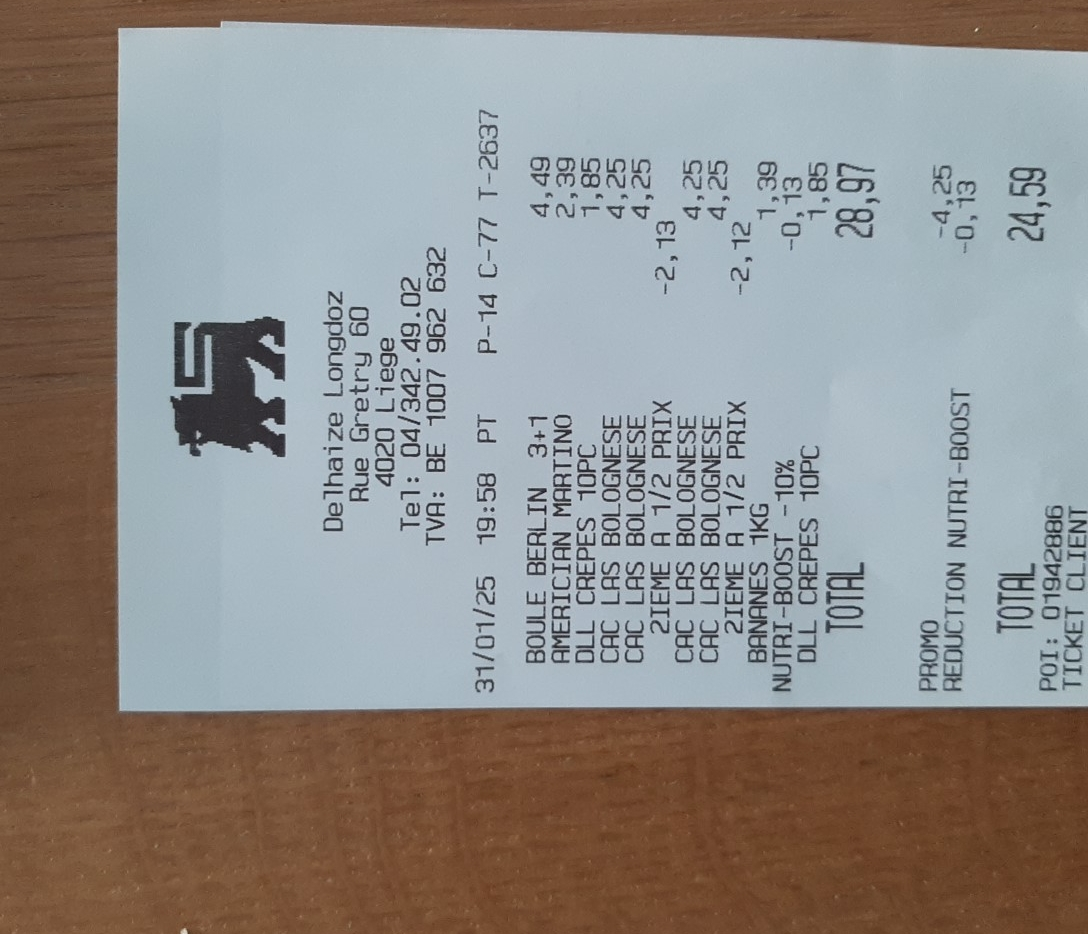 Delhaize Longdoz
Rue Gretry 60
4020 Liege
Tel: 04/342.49.02
TVA: BE 1007 962 632
31/01/25 19:58 PT P-14 C-77 T-2637
BOULE BERLIN 3+1 4,49
AMERICIAN MARTINO 2,39
DLL CREPES 10PC 1,85
CAC LAS BOLOGNESE 4,25
CAC LAS BOLOGNESE 4,25
2IEME A 1/2 PRIX -2,13
CAC LAS BOLOGNESE 4,25
CAC LAS BOLOGNESE 4,25
2IEME A 1/2 PRIX -2,12
BANANES 1KG 1,39
NUTRI-BOOST -10% -0,13
DLL CREPES 10PC 1,85
TOTAL 28,97
PROMO -4,25
REDUCTION NUTRI-BOOST -0,13
TOTAL 24,59
POI: 01942886
TICKET CLIENT